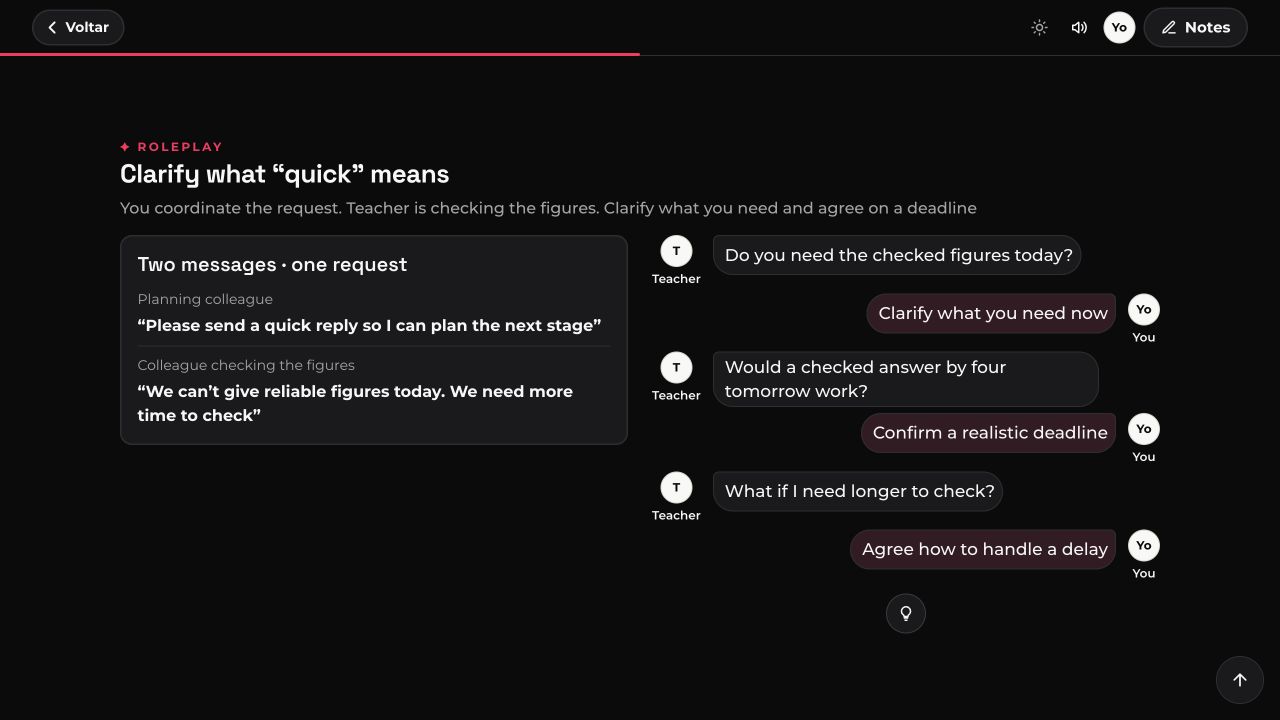 Voltar
Yo
Notes
ROLEPLAY
Clarify what “quick” means
You coordinate the request. Teacher is checking the figures. Clarify what you need and agree on a deadline
Two messages · one request
Planning colleague
“Please send a quick reply so I can plan the next stage”
Colleague checking the figures
“We can’t give reliable figures today. We need more
time to check”
T
Teacher
Do you need the checked figures today?
Clarify what you need now
Yo
You
T
Teacher
Would a checked answer by four
tomorrow work?
Confirm a realistic deadline
Yo
You
T
Teacher
What if I need longer to check?
Agree how to handle a delay
Yo
You